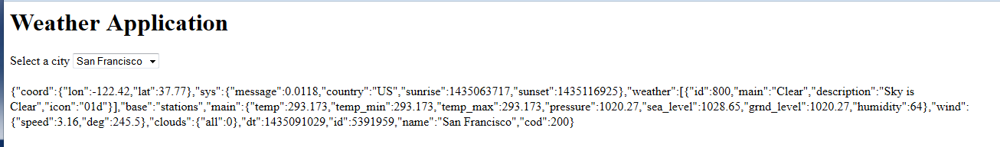 Weather Application
Select a city San Francisco
{"coord":{"lon":-122.42,"lat":37.77},"sys":{"message":0.0118,"country":"US","sunrise":1435063717,"sunset":1435116925},"weather":[{"id":800,"main":"Clear","description":"Sky is
Clear","icon":"01d"}],"base":"stations","main":{"temp":293.173,"temp_min":293.173,"temp_max":293.173,"pressure":1020.27,"sea_level":1028.65,"grnd_level":1020.27,"humidity":64},"wind":
{"speed":3.16,"deg":245.5},"clouds":{"all":0},"dt":1435091029,"id":5391959,"name":"San Francisco","cod":200}